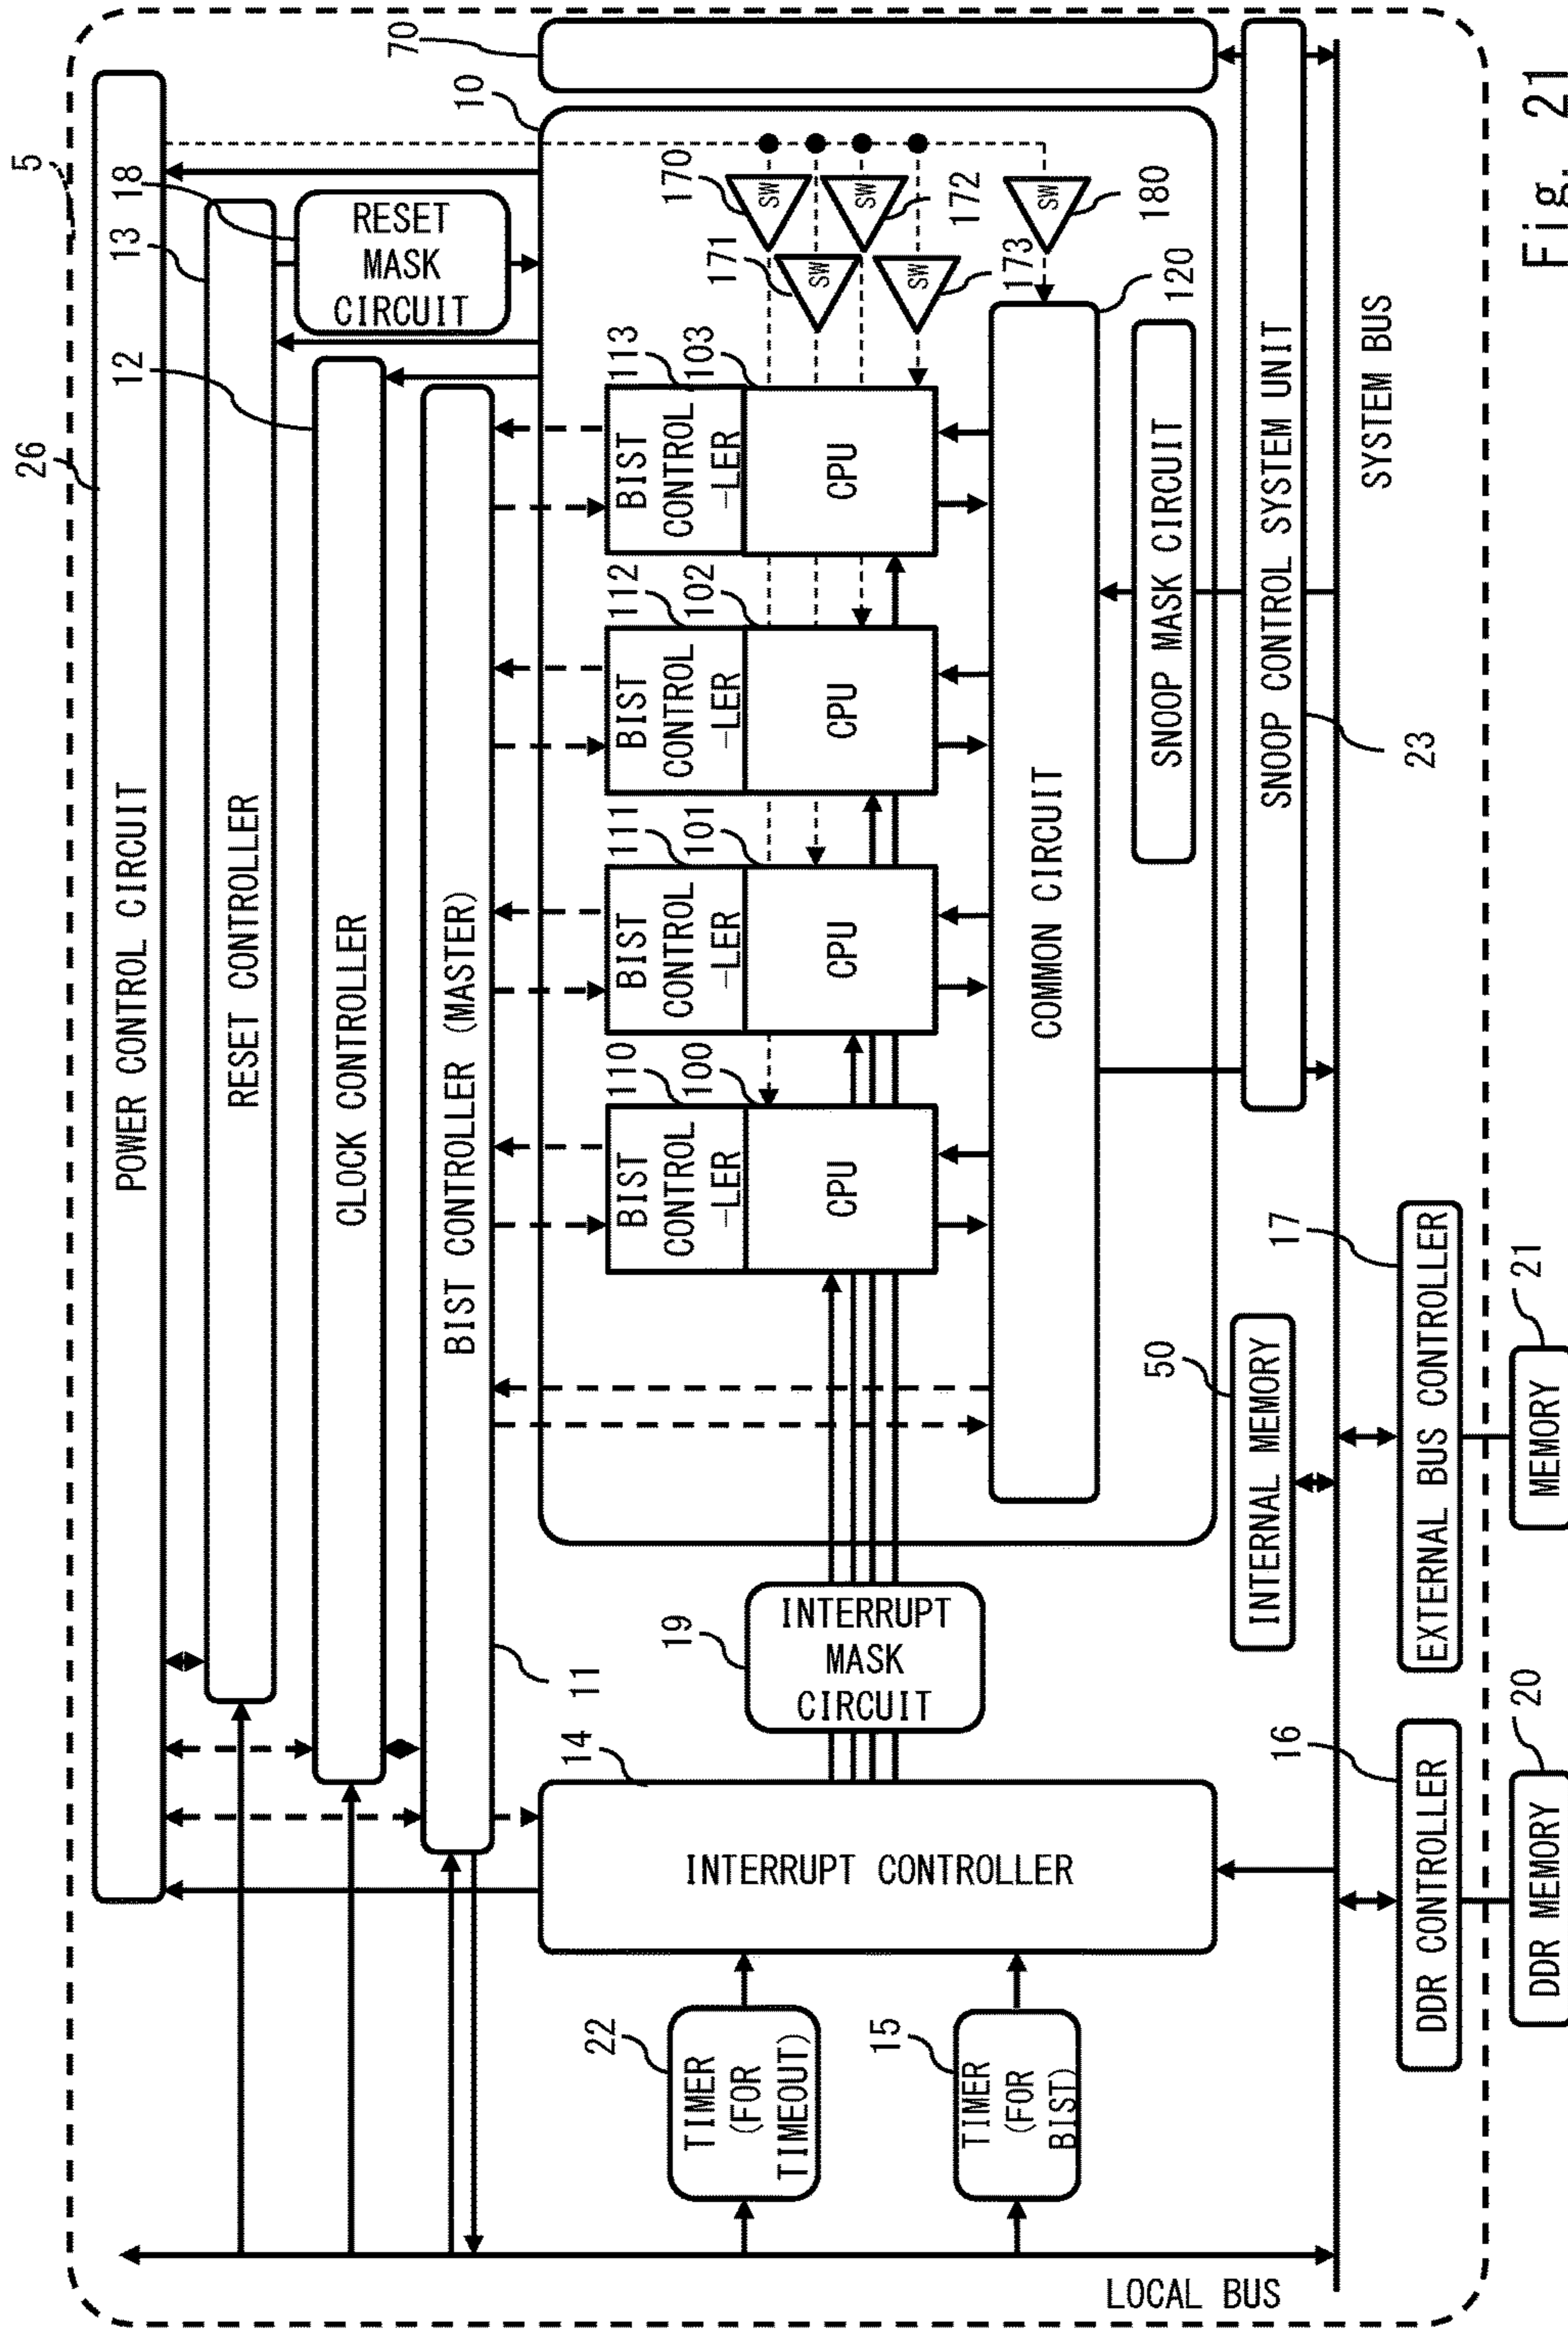 5
26
POWER CONTROL CIRCUIT
13
RESET CONTROLLER
18
RESET
MASK
CIRCUIT
12
CLOCK CONTROLLER
BIST CONTROLLER (MASTER)
11
10
70
110
BIST
CONTROL
-LER
100
CPU
111
BIST
CONTROL
-LER
101
CPU
112
BIST
CONTROL
-LER
102
CPU
113
BIST
CONTROL
-LER
103
CPU
170
SW
171
SW
172
SW
173
SW
180
SW
COMMON CIRCUIT
120
SNOOP MASK CIRCUIT
SNOOP CONTROL SYSTEM UNIT
23
SYSTEM BUS
14
INTERRUPT CONTROLLER
19
INTERRUPT
MASK
CIRCUIT
22
TIMER
(FOR
TIMEOUT)
15
TIMER
(FOR
BIST)
LOCAL BUS
50
INTERNAL MEMORY
16
DDR CONTROLLER
17
EXTERNAL BUS CONTROLLER
20
DDR MEMORY
21
MEMORY
Fig. 21